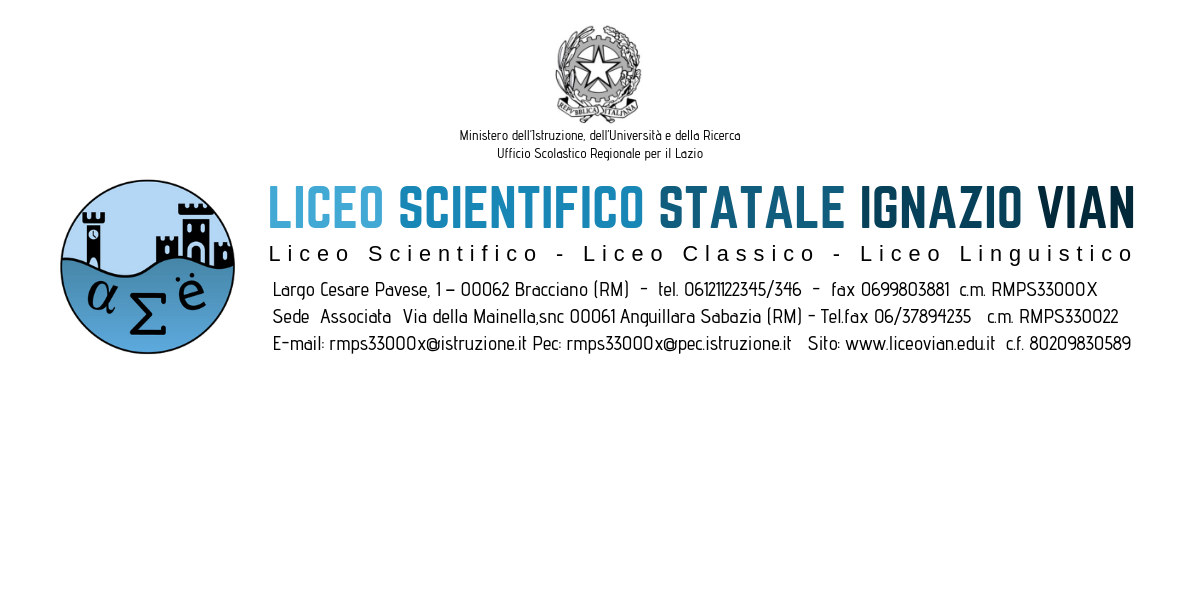 REPVBBLICA ITALIANA
Ministero dell'Istruzione, dell'Università e della Ricerca
Ufficio Scolastico Regionale per il Lazio
LICEO SCIENTIFICO STATALE IGNAZIO VIAN
Liceo Scientifico - Liceo Classico - Liceo Linguistico
Largo Cesare Pavese, 1 – 00062 Bracciano (RM) - tel. 06121122345/346 - fax 0699803881 c.m. RMPS33000X
Sede Associata Via della Mainella,snc 00061 Anguillara Sabazia (RM) - Tel.fax 06/37894235 c.m. RMPS330022
E-mail: rmps33000x@istruzione.it Pec: rmps33000x@pec.istruzione.it Sito: www.liceovian.edu.it c.f. 80209830589
α Σ ė